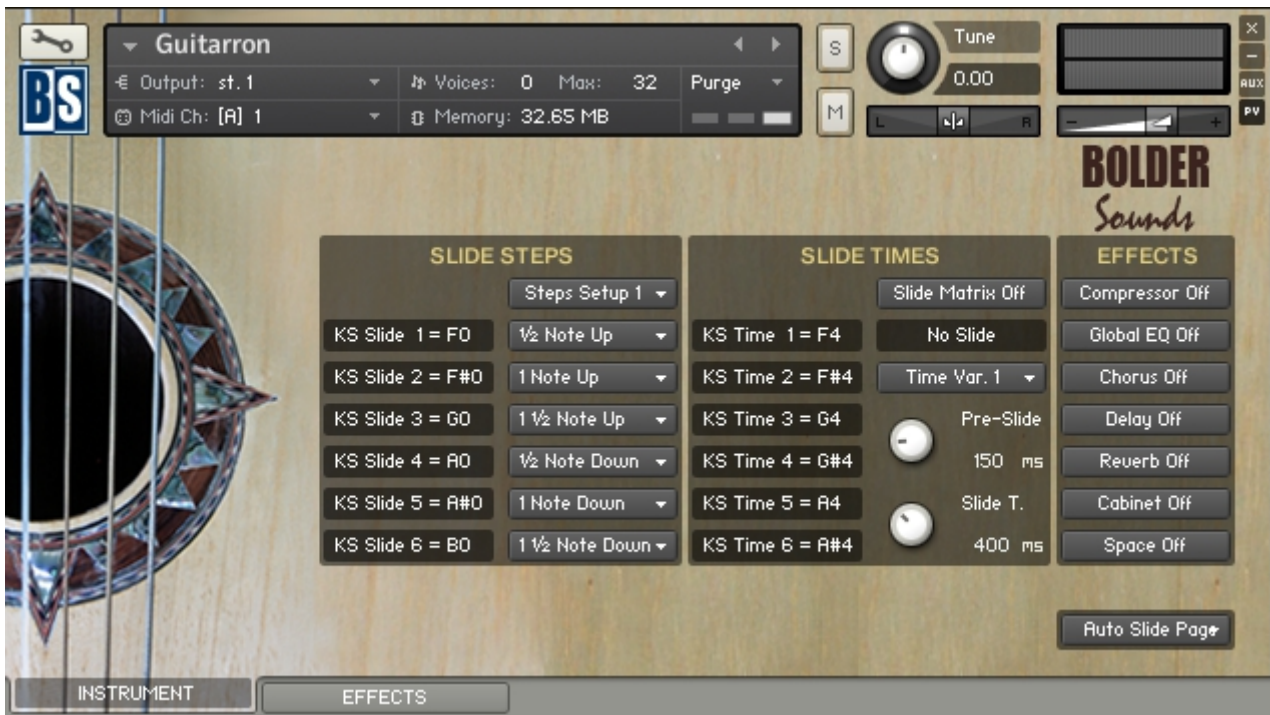 Guitarron
S
Tune
×
−
Output: st.1
Voices: 0 Max: 32
Purge
0.00
AUX
BS
Midi Ch: [A] 1
Memory: 32.65 MB
M
L
R
−
+
PV
BOLDER
Sounds
SLIDE STEPS
SLIDE TIMES
EFFECTS
Steps Setup 1
Slide Matrix Off
Compressor Off
KS Slide 1 = F0
½ Note Up
KS Time 1 = F4
No Slide
Global EQ Off
KS Slide 2 = F#0
1 Note Up
KS Time 2 = F#4
Time Var. 1
Chorus Off
KS Slide 3 = G0
1 ½ Note Up
KS Time 3 = G4
Pre-Slide
Delay Off
KS Slide 4 = A0
½ Note Down
KS Time 4 = G#4
150 ms
Reverb Off
KS Slide 5 = A#0
1 Note Down
KS Time 5 = A4
Slide T.
Cabinet Off
KS Slide 6 = B0
1 ½ Note Down
KS Time 6 = A#4
400 ms
Space Off
Auto Slide Page
INSTRUMENT
EFFECTS